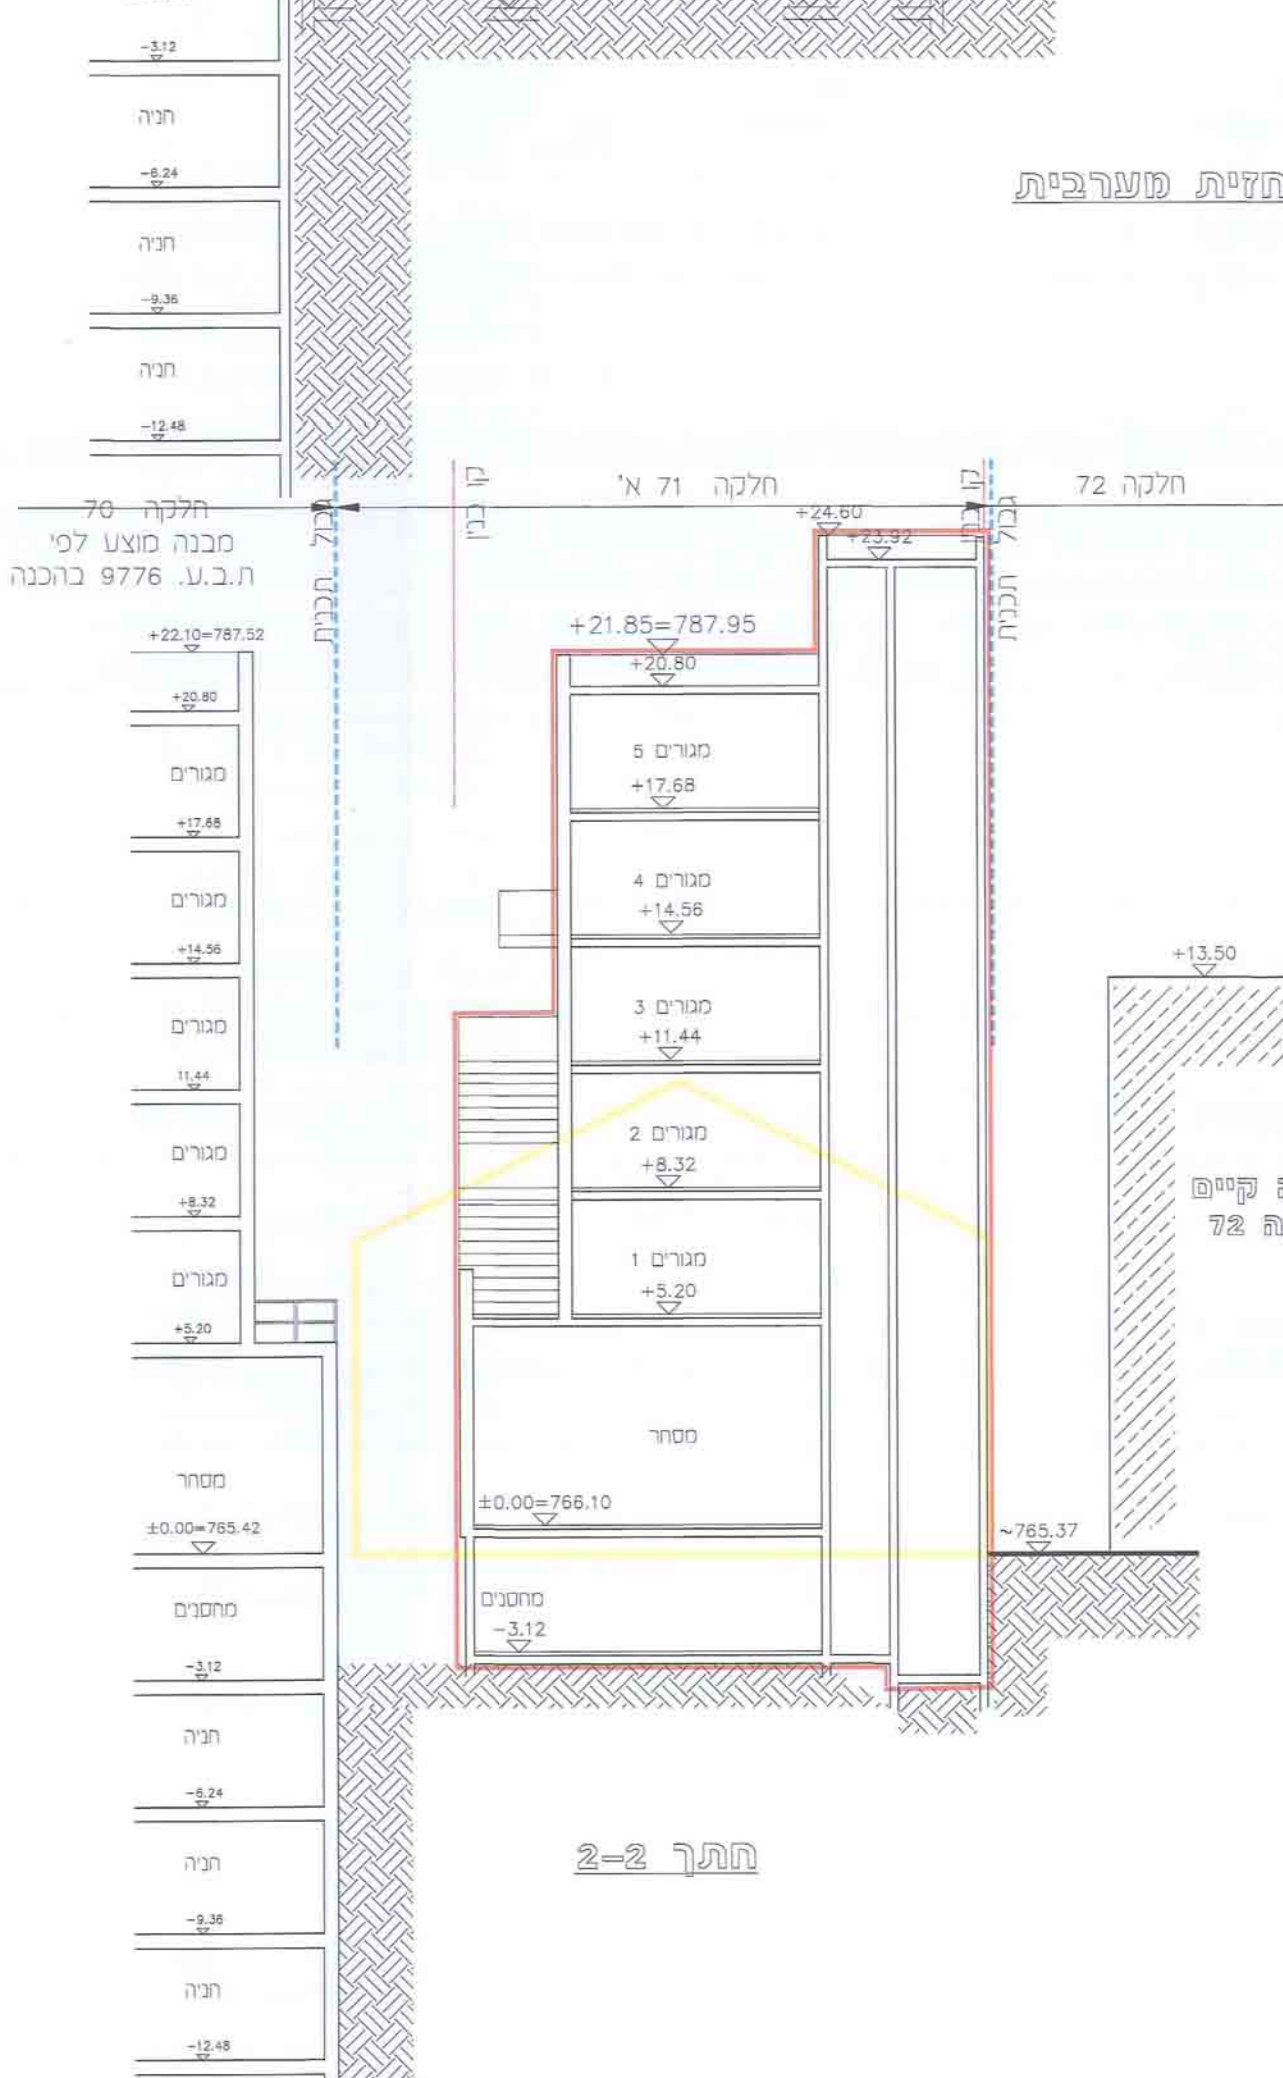 -3.12
חניה
-6.24
חניה
-9.36
חניה
-12.48
חזית מערבית
חלקה 70
חלקה 71 א'
חלקה 72
מבנה מוצע לפי
ת.ב.ע. 9776 בהכנה
גבול תכנית
קו בנין
גבול תכנית
+24.60
+23.92
+21.85=787.95
+20.80
מגורים 5
+17.68
מגורים 4
+14.56
מגורים 3
+11.44
מגורים 2
+8.32
מגורים 1
+5.20
מסחר
±0.00=766.10
מחסנים
-3.12
+22.10=787.52
+20.80
מגורים
+17.68
מגורים
+14.56
מגורים
11.44
מגורים
+8.32
מגורים
+5.20
מסחר
±0.00=765.42
מחסנים
-3.12
חניה
-6.24
חניה
-9.36
חניה
-12.48
+13.50
קיים
72
~765.37
חתך 2-2